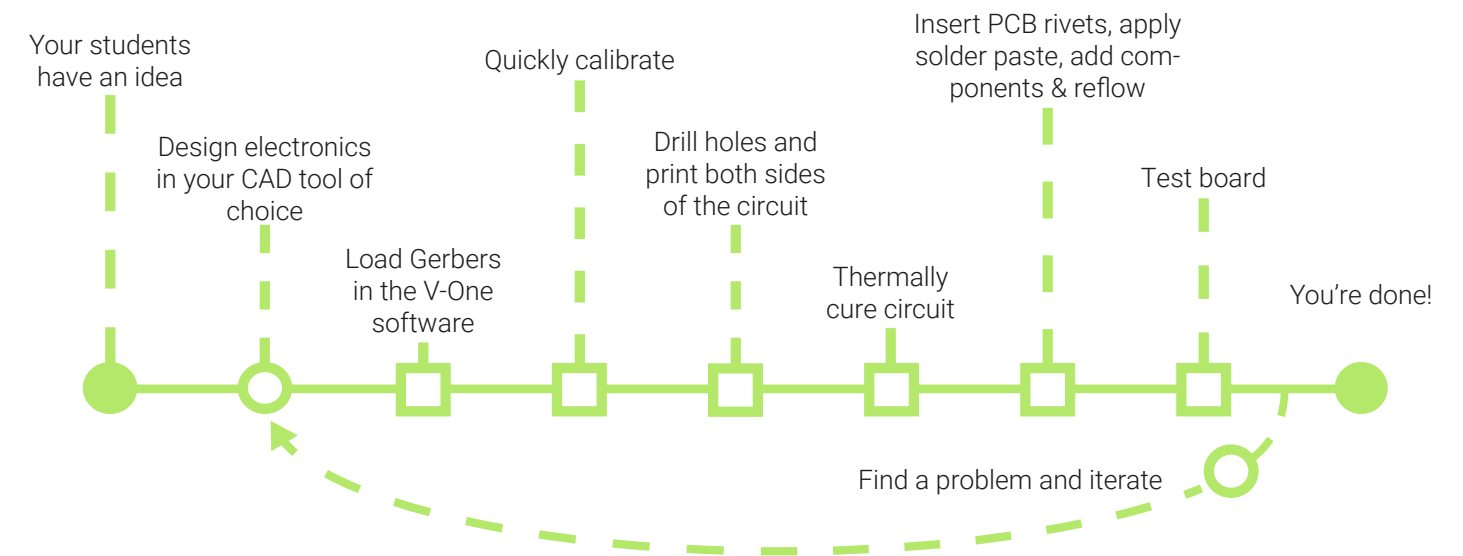 Your students
have an idea
Design electronics
in your CAD tool of
choice
Load Gerbers
in the V-One
software
Quickly calibrate
Drill holes and
print both sides
of the circuit
Thermally
cure circuit
Insert PCB rivets, apply
solder paste, add com-
ponents & reflow
Test board
You’re done!
Find a problem and iterate